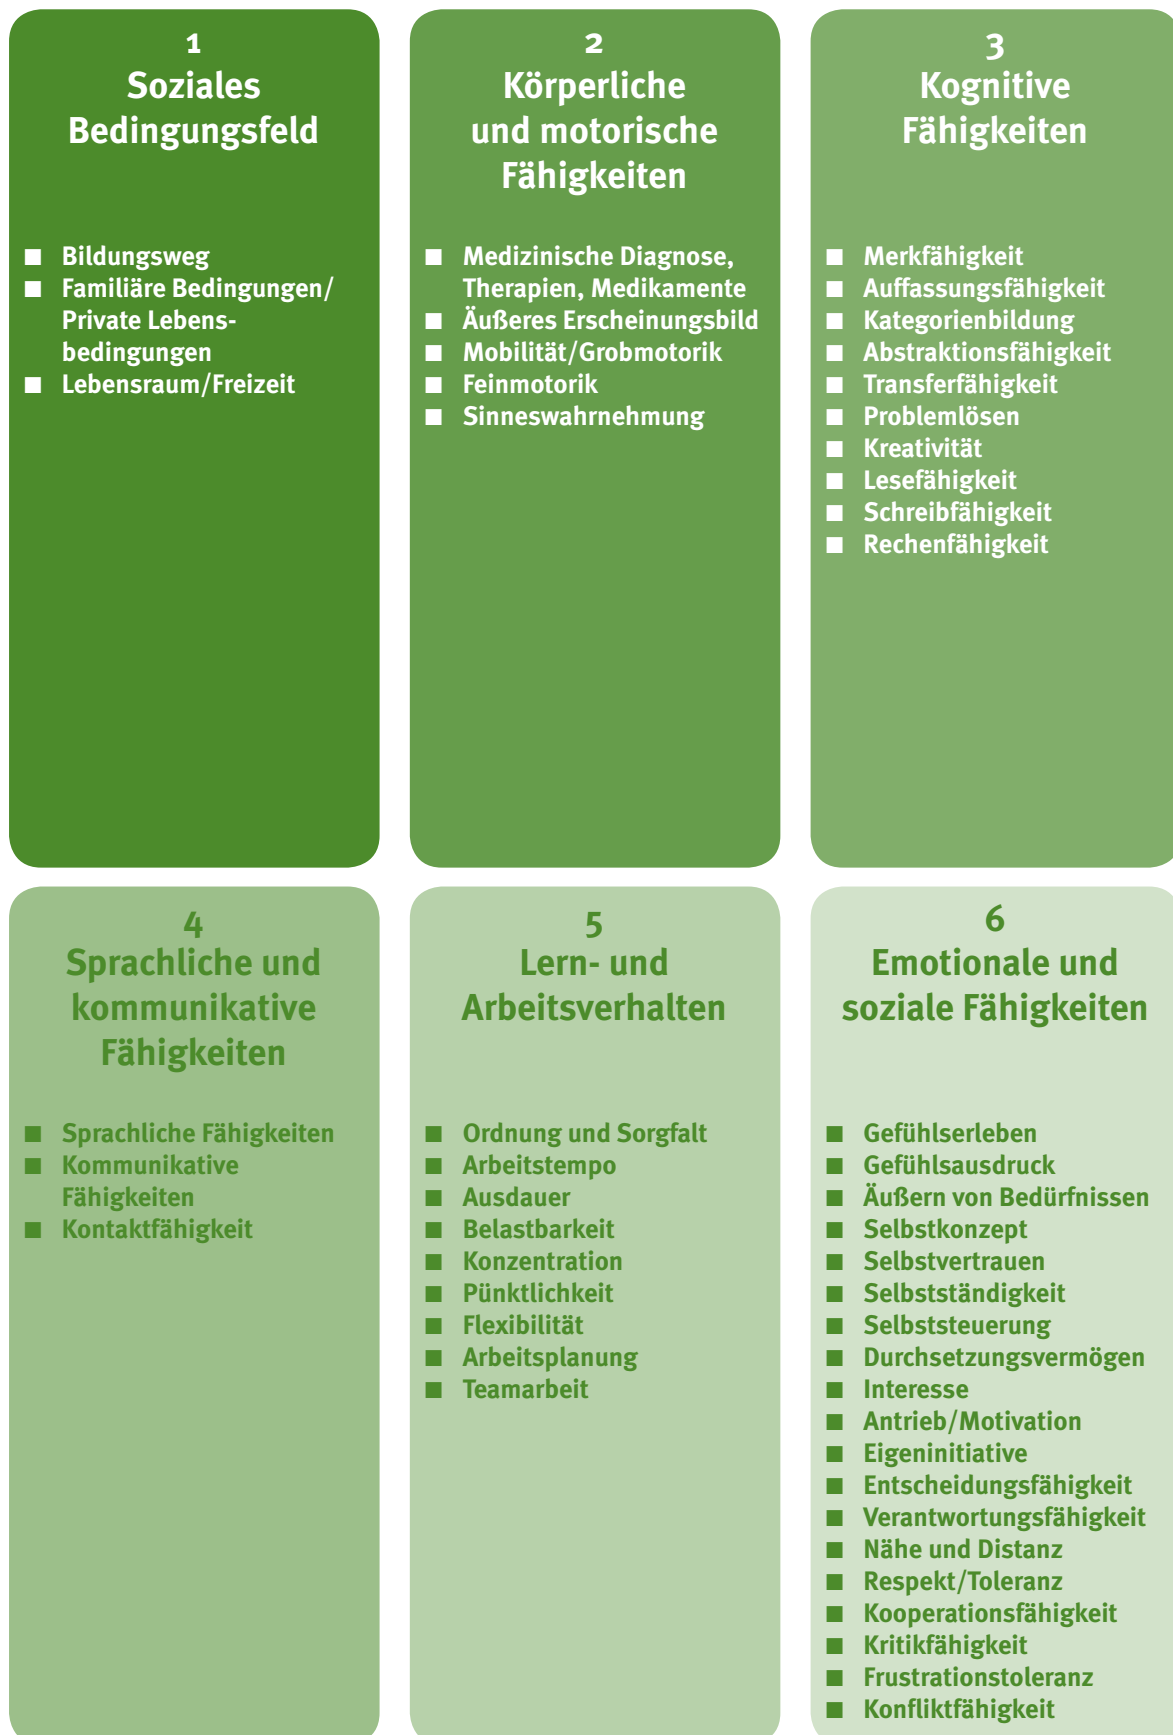 1
Soziales
Bedingungsfeld
■ Bildungsweg
■ Familiäre Bedingungen/
Private Lebens-
bedingungen
■ Lebensraum/Freizeit
2
Körperliche
und motorische
Fähigkeiten
■ Medizinische Diagnose,
Therapien, Medikamente
■ Äußeres Erscheinungsbild
■ Mobilität/Grobmotorik
■ Feinmotorik
■ Sinneswahrnehmung
3
Kognitive
Fähigkeiten
■ Merkfähigkeit
■ Auffassungsfähigkeit
■ Kategorienbildung
■ Abstraktionsfähigkeit
■ Transferfähigkeit
■ Problemlösen
■ Kreativität
■ Lesefähigkeit
■ Schreibfähigkeit
■ Rechenfähigkeit
4
Sprachliche und
kommunikative
Fähigkeiten
■ Sprachliche Fähigkeiten
■ Kommunikative
Fähigkeiten
■ Kontaktfähigkeit
5
Lern- und
Arbeitsverhalten
■ Ordnung und Sorgfalt
■ Arbeitstempo
■ Ausdauer
■ Belastbarkeit
■ Konzentration
■ Pünktlichkeit
■ Flexibilität
■ Arbeitsplanung
■ Teamarbeit
6
Emotionale und
soziale Fähigkeiten
■ Gefühlserleben
■ Gefühlsausdruck
■ Äußern von Bedürfnissen
■ Selbstkonzept
■ Selbstvertrauen
■ Selbstständigkeit
■ Selbststeuerung
■ Durchsetzungsvermögen
■ Interesse
■ Antrieb/Motivation
■ Eigeninitiative
■ Entscheidungsfähigkeit
■ Verantwortungsfähigkeit
■ Nähe und Distanz
■ Respekt/Toleranz
■ Kooperationsfähigkeit
■ Kritikfähigkeit
■ Frustrationstoleranz
■ Konfliktfähigkeit